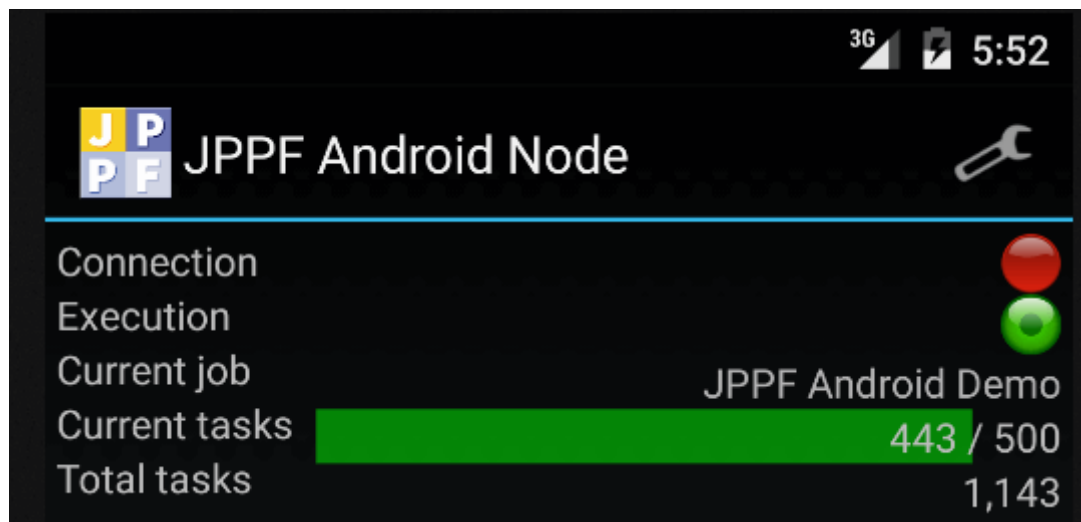 3G 5:52
J P
P F
JPPF Android Node
Connection
Execution
Current job JPPF Android Demo
Current tasks 443 / 500
Total tasks 1,143